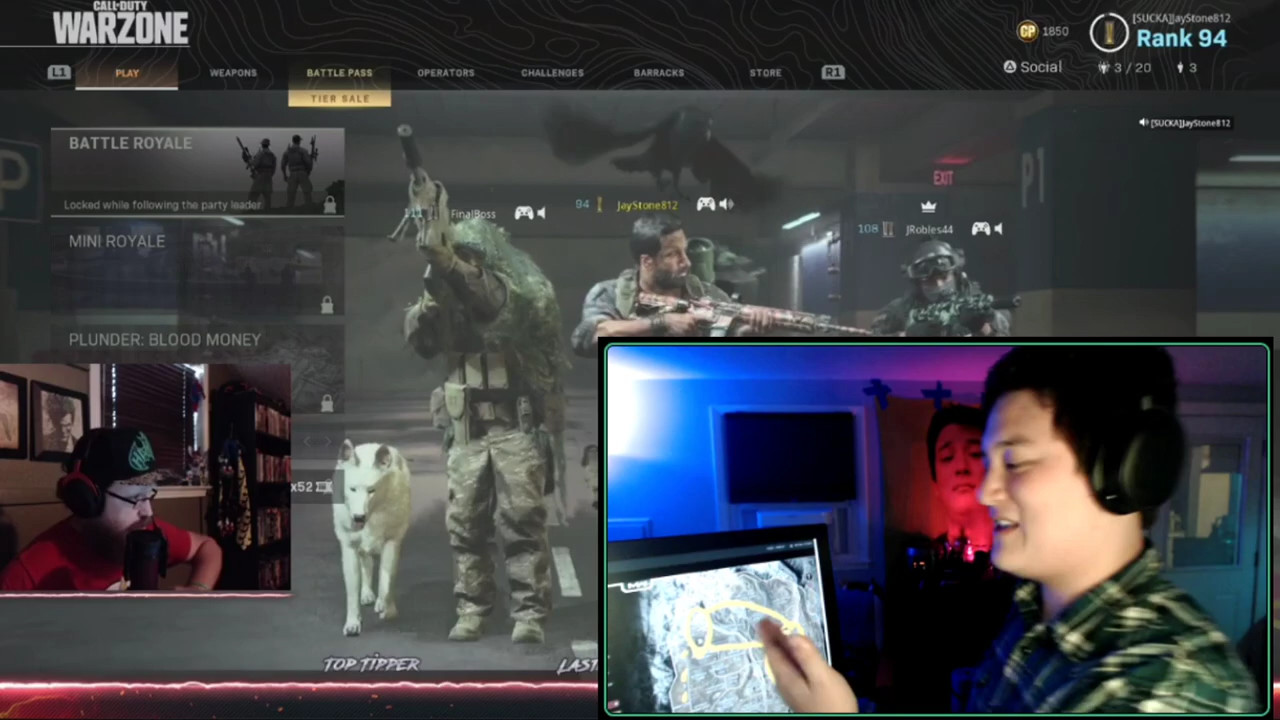 CALL OF DUTY
WARZONE
CP 1850
[SUCKA]JayStone812
Rank 94
Social
3 / 20
3
L1
PLAY
WEAPONS
BATTLE PASS
OPERATORS
CHALLENGES
BARRACKS
STORE
R1
TIER SALE
[SUCKA]JayStone812
BATTLE ROYALE
Locked while following the party leader
MINI ROYALE
PLUNDER: BLOOD MONEY
P
P1
EXIT
FinalBoss
94 JayStone812
108 JRobles44
x52
TOP TIPPER